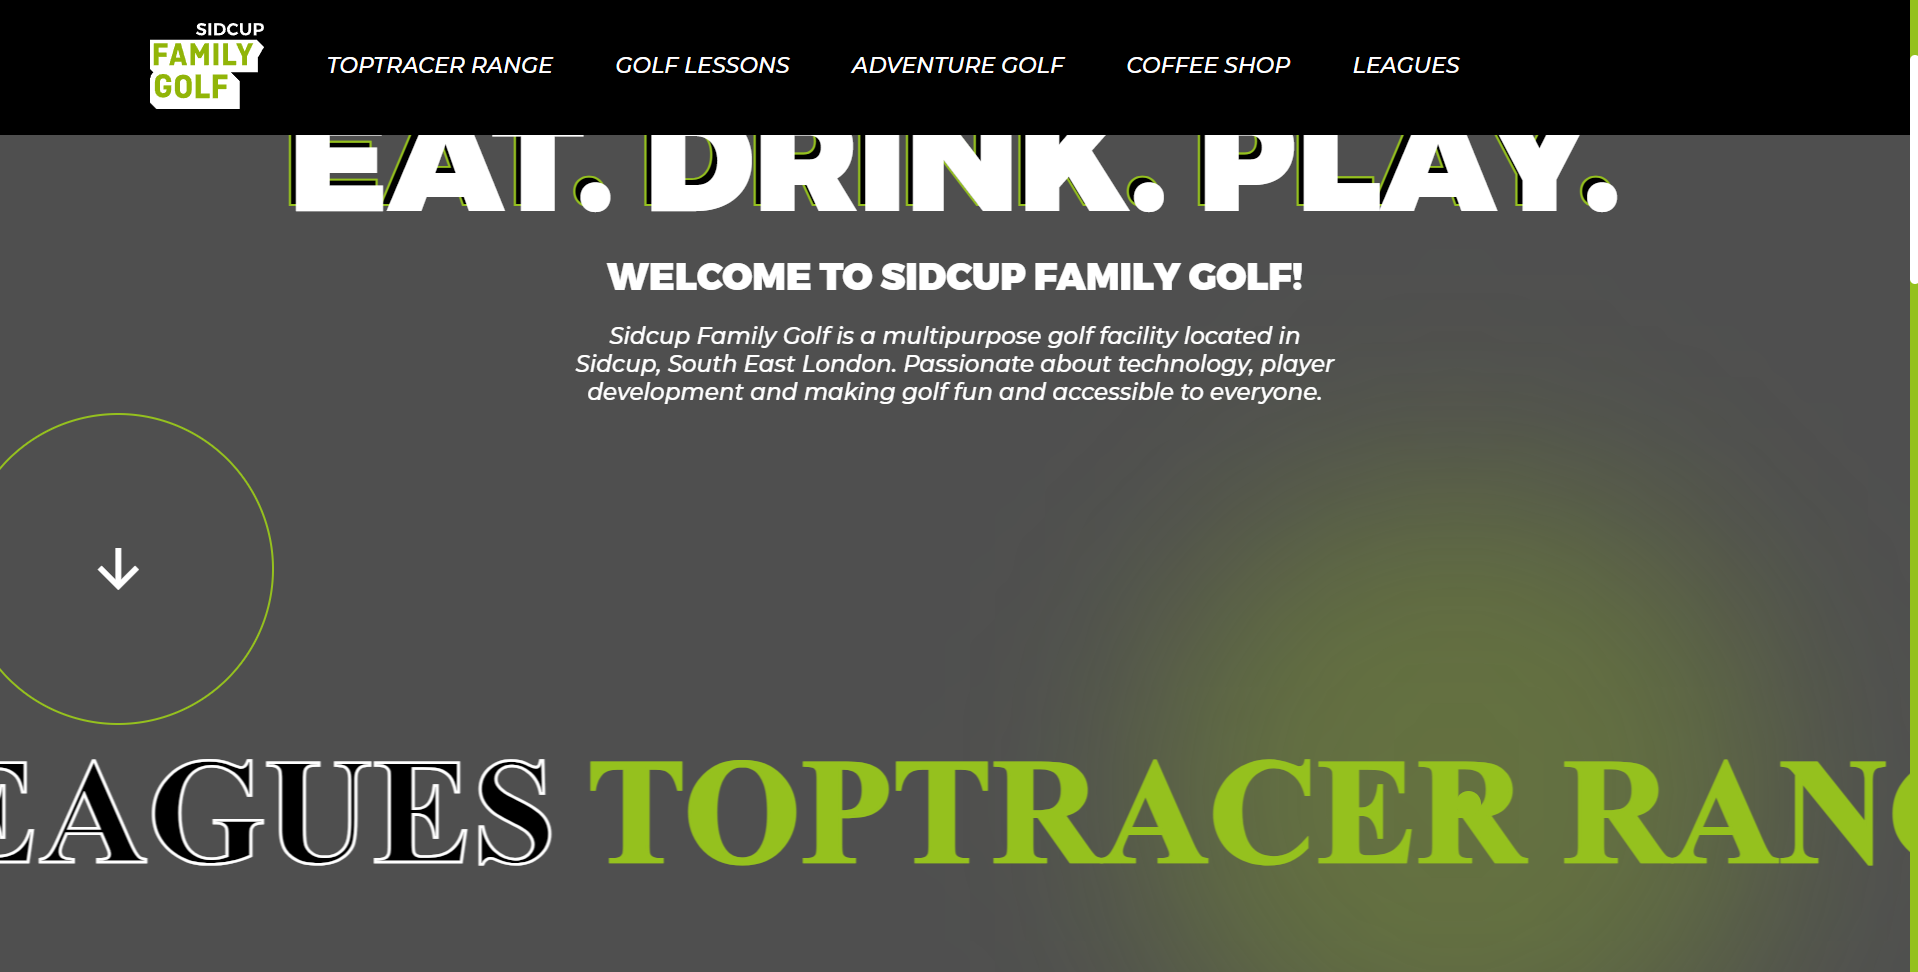 SIDCUP
FAMILY
GOLF
TOPTRACER RANGE GOLF LESSONS ADVENTURE GOLF COFFEE SHOP LEAGUES
EAT. DRINK. PLAY.
WELCOME TO SIDCUP FAMILY GOLF!
Sidcup Family Golf is a multipurpose golf facility located in
Sidcup, South East London. Passionate about technology, player
development and making golf fun and accessible to everyone.
EAGUES TOPTRACER RANG